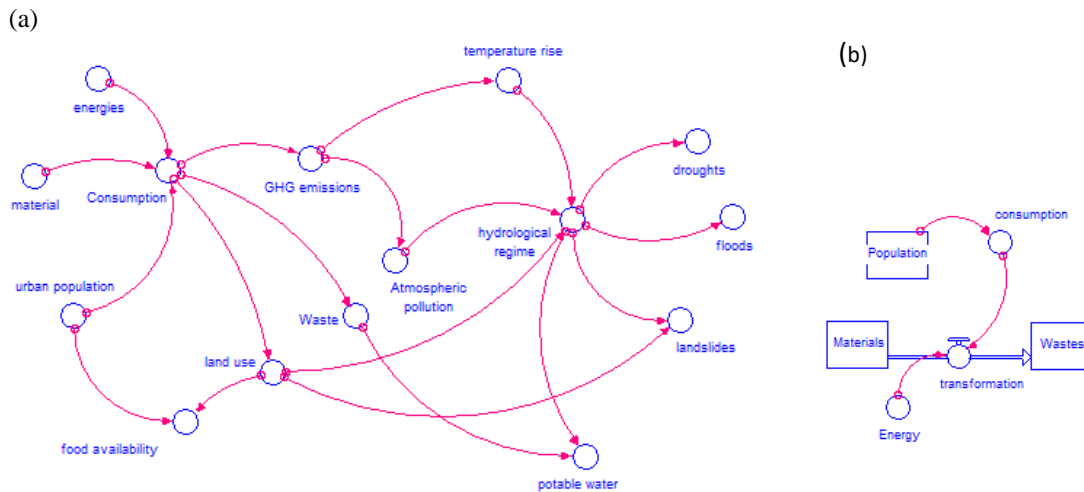 (a)
temperature rise
(b)
energies
consumption
droughts
material
Consumption
GHG emissions
hydrological
regime
floods
Population
urban population
Atmospheric
pollution
Waste
land use
landslides
Materials
Wastes
transformation
food availability
Energy
potable water